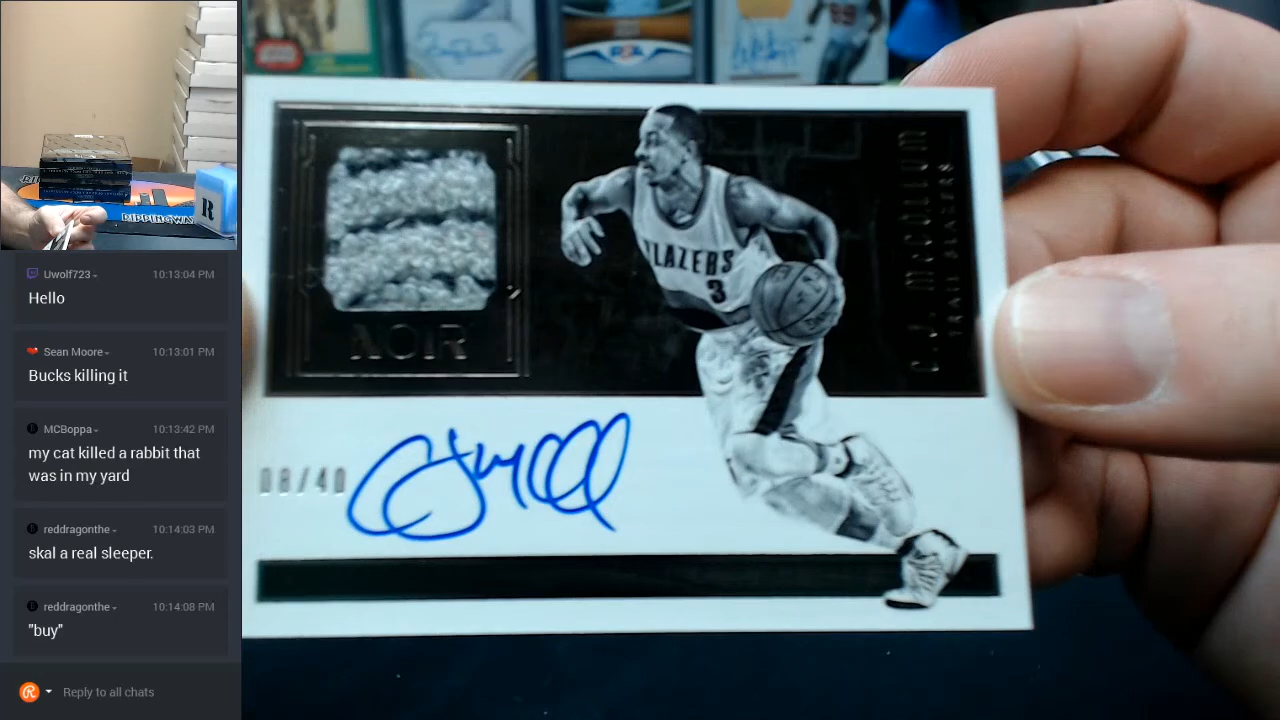 RIPPINGWA
R
Uwolf723
10:13:04 PM
Hello
Sean Moore
10:13:01 PM
Bucks killing it
MCBoppa
10:13:42 PM
my cat killed a rabbit that
was in my yard
reddragonthe
10:14:03 PM
skal a real sleeper.
reddragonthe
10:14:08 PM
"buy"
R
Reply to all chats
NOIR
BLAZERS
3
C.J. McCOLLUM
TRAIL BLAZERS
08/40